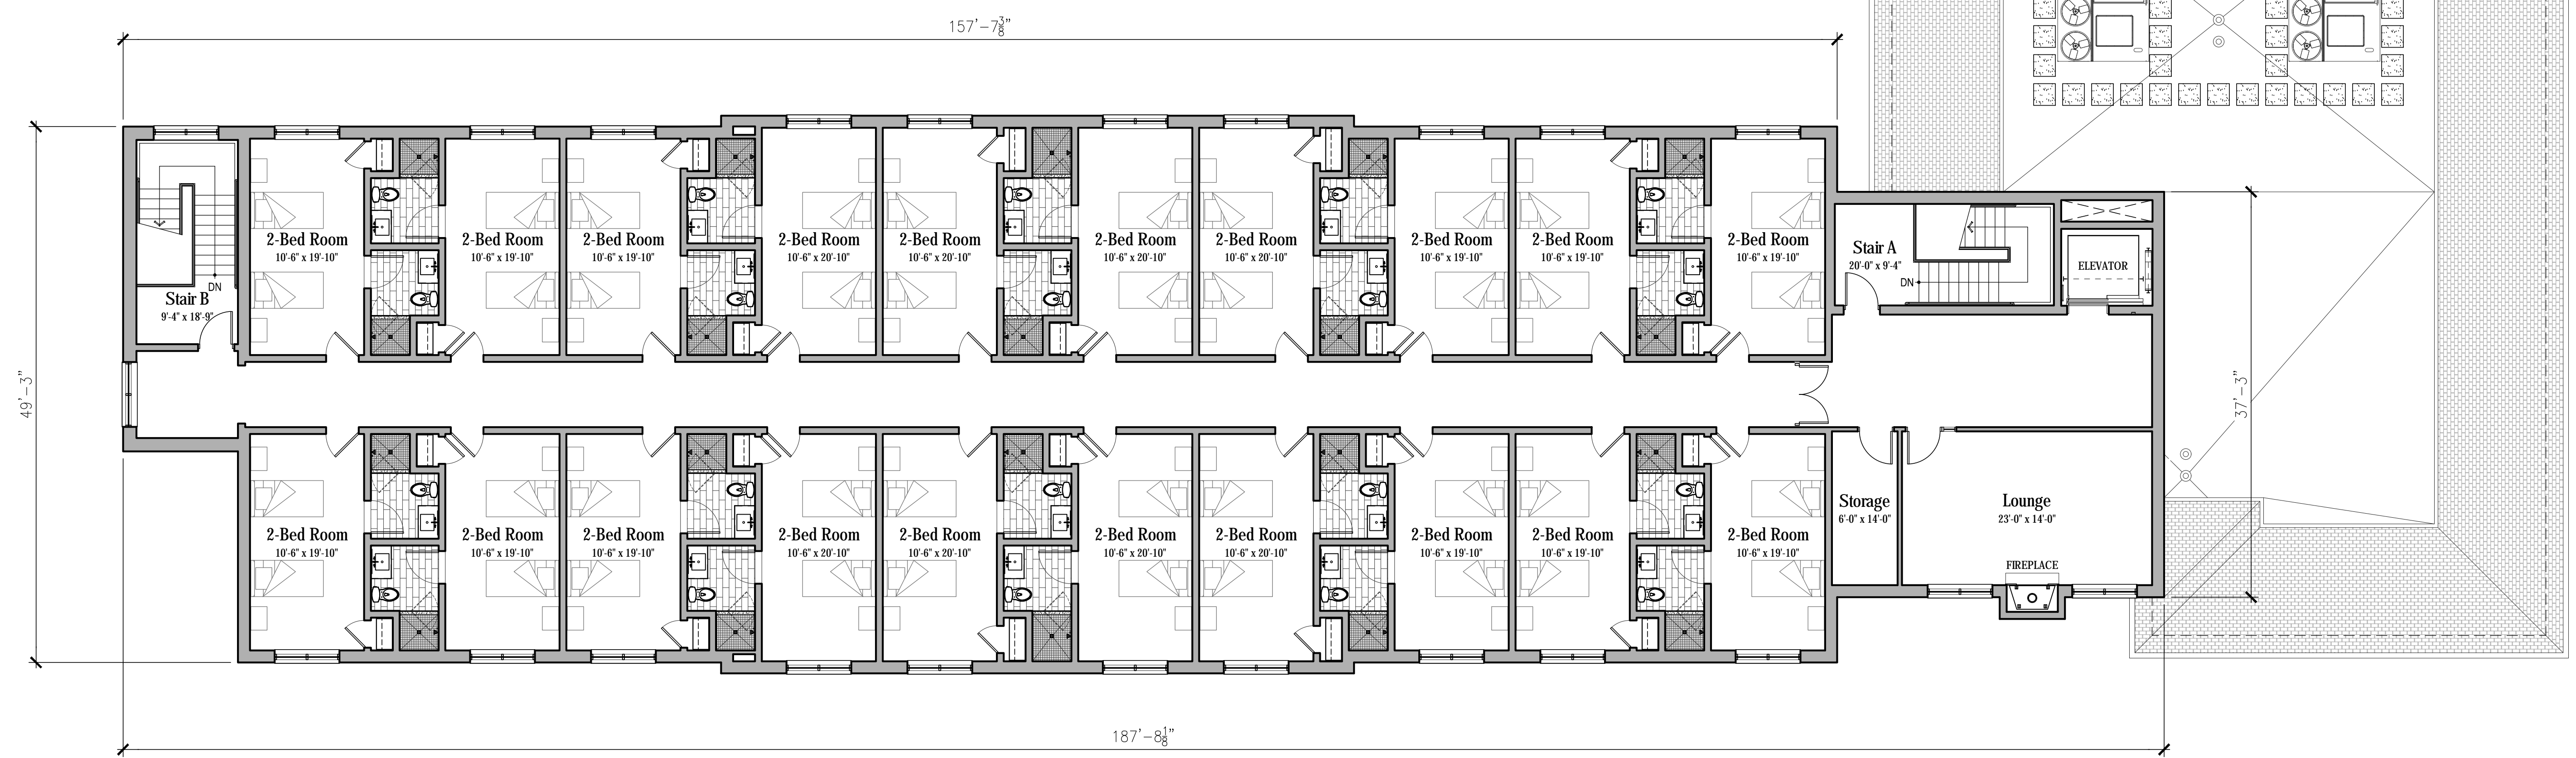 157'-7 3/8"
2-Bed Room
10'-6" x 19'-10"
2-Bed Room
10'-6" x 19'-10"
2-Bed Room
10'-6" x 19'-10"
2-Bed Room
10'-6" x 20'-10"
2-Bed Room
10'-6" x 20'-10"
2-Bed Room
10'-6" x 20'-10"
2-Bed Room
10'-6" x 20'-10"
2-Bed Room
10'-6" x 19'-10"
2-Bed Room
10'-6" x 19'-10"
2-Bed Room
10'-6" x 19'-10"
Stair A
20'-0" x 9'-4"
DN
ELEVATOR
DN
Stair B
9'-4" x 18'-9"
49'-3"
37'-3"
2-Bed Room
10'-6" x 19'-10"
2-Bed Room
10'-6" x 19'-10"
2-Bed Room
10'-6" x 19'-10"
2-Bed Room
10'-6" x 20'-10"
2-Bed Room
10'-6" x 20'-10"
2-Bed Room
10'-6" x 20'-10"
2-Bed Room
10'-6" x 20'-10"
2-Bed Room
10'-6" x 19'-10"
2-Bed Room
10'-6" x 19'-10"
2-Bed Room
10'-6" x 19'-10"
Storage
6'-0" x 14'-0"
Lounge
23'-0" x 14'-0"
FIREPLACE
187'-8 1/8"